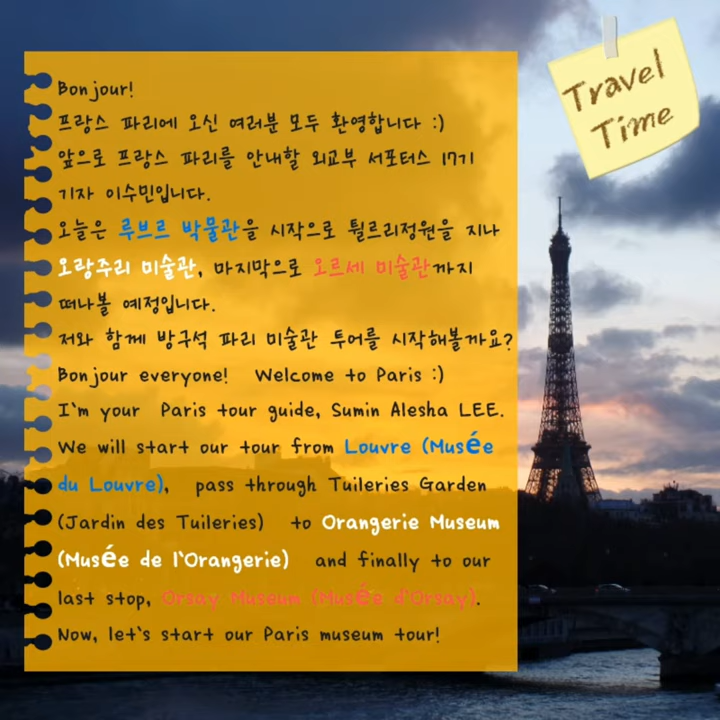 Travel
Time
Bonjour!
프랑스 파리에 오신 여러분 모두 환영합니다 :)
앞으로 프랑스 파리를 안내할 외교부 서포터스 17기
기자 이수민입니다.
오늘은 루브르 박물관을 시작으로 튈르리정원을 지나
오랑주리 미술관, 마지막으로 오르세 미술관까지
떠나볼 예정입니다.
저와 함께 방구석 파리 미술관 투어를 시작해볼까요?
Bonjour everyone! Welcome to Paris :)
I'm your Paris tour guide, Sumin Alesha LEE.
We will start our tour from Louvre (Musée
du Louvre), pass through Tuileries Garden
(Jardin des Tuileries) to Orangerie Museum
(Musée de l'Orangerie) and finally to our
last stop, Orsay Museum (Musée d'Orsay).
Now, let's start our Paris museum tour!